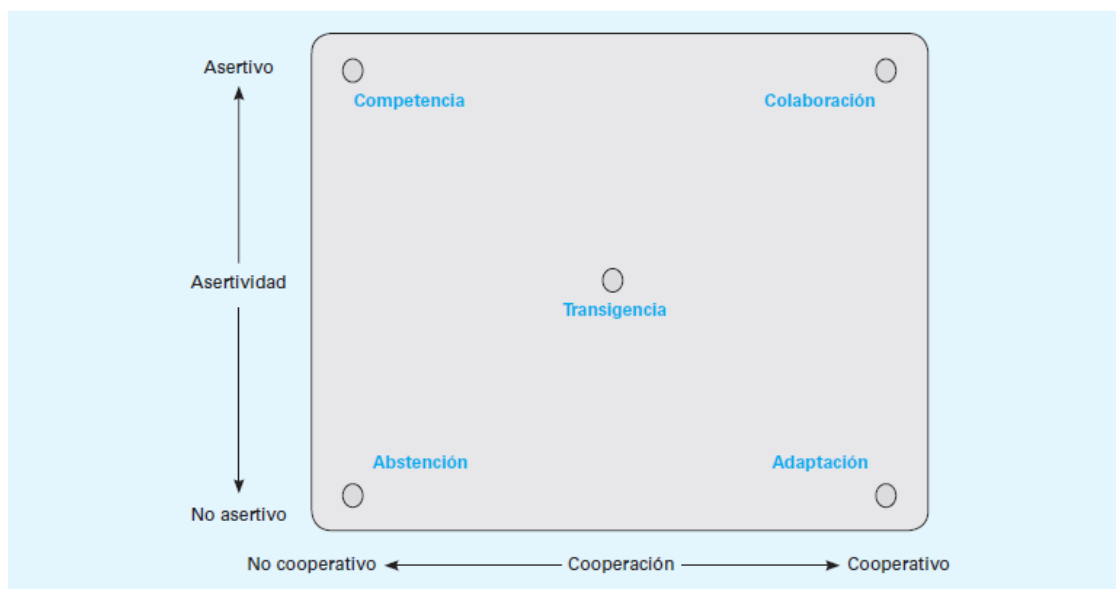 Asertivo
Competencia
Colaboración
Asertividad
Transigencia
Abstención
Adaptación
No asertivo
No cooperativo
Cooperación
Cooperativo